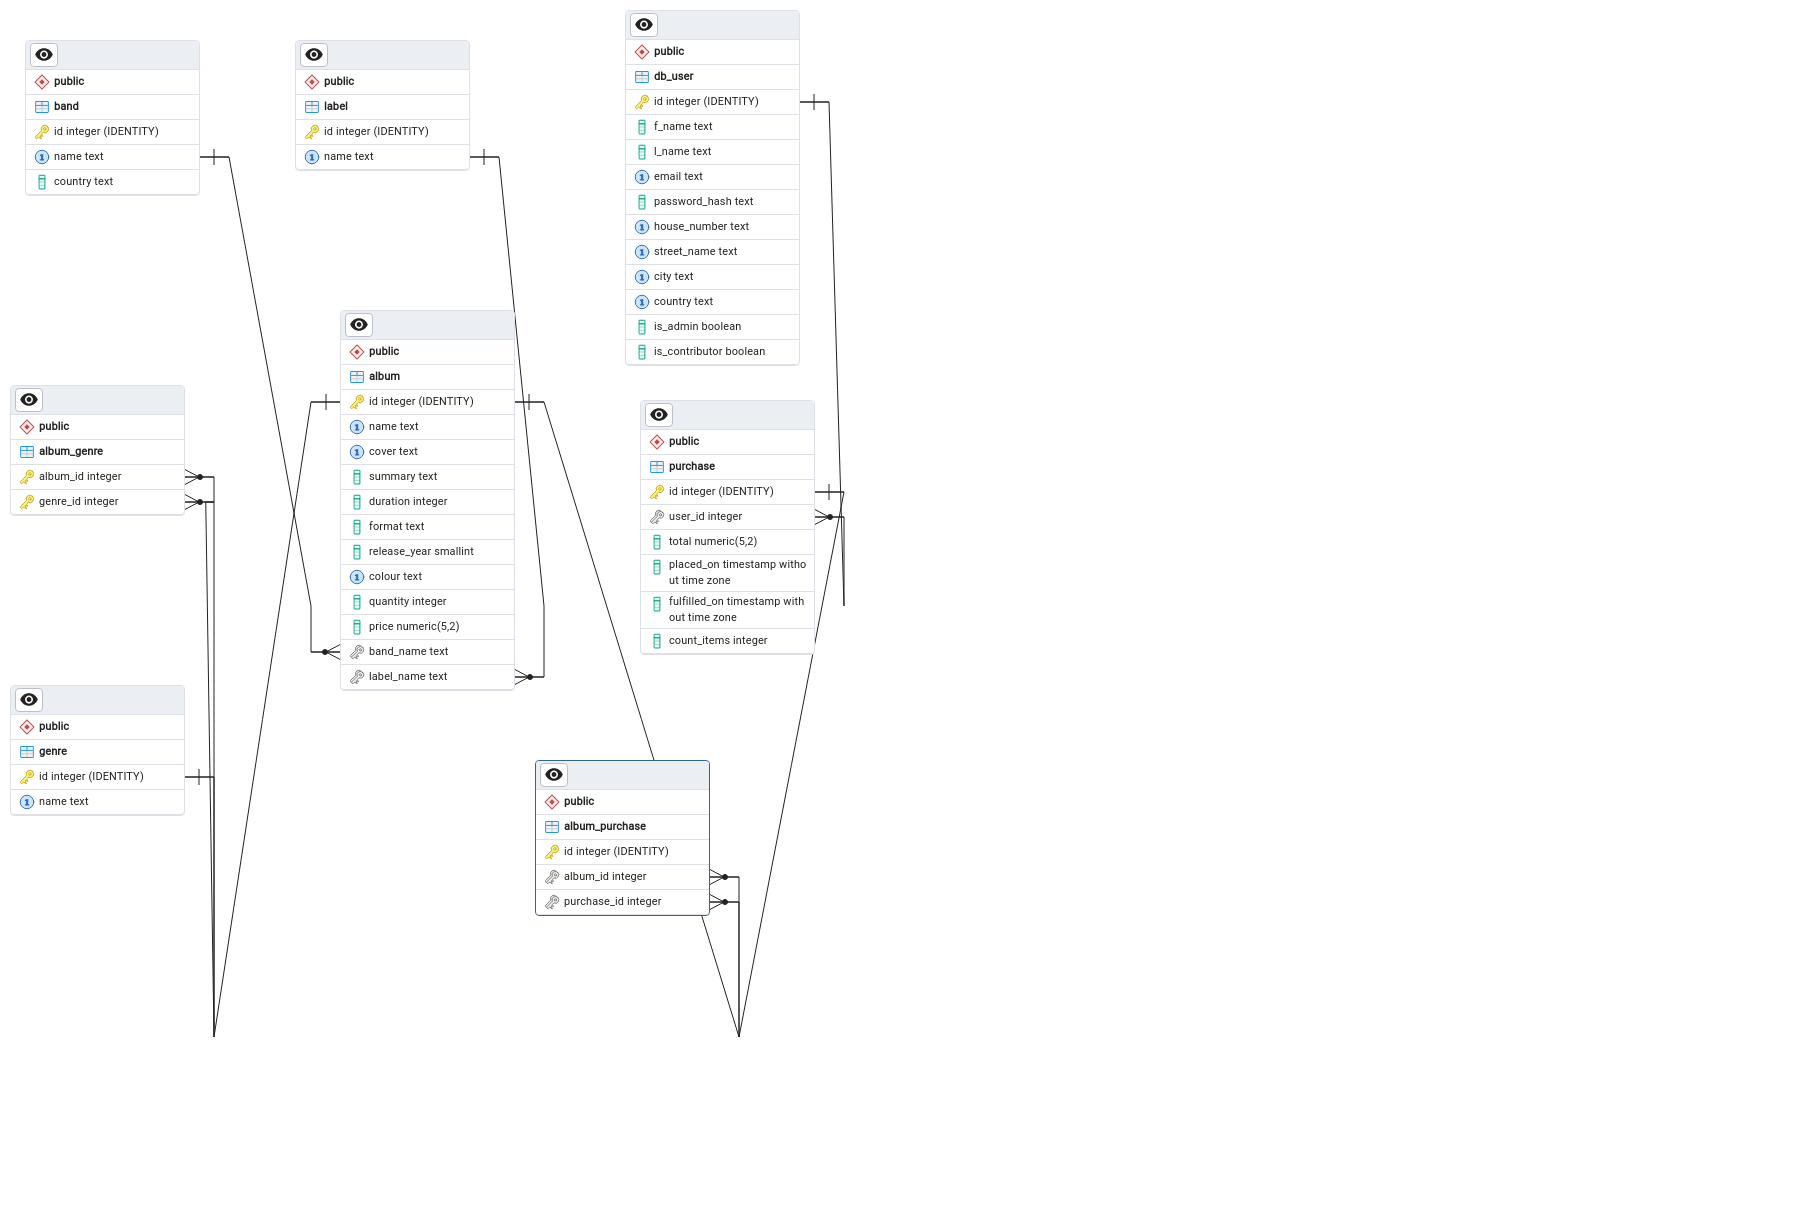 public
band
id integer (IDENTITY)
name text
country text
public
label
id integer (IDENTITY)
name text
public
db_user
id integer (IDENTITY)
f_name text
l_name text
email text
password_hash text
house_number text
street_name text
city text
country text
is_admin boolean
is_contributor boolean
public
album
id integer (IDENTITY)
name text
cover text
summary text
duration integer
format text
release_year smallint
colour text
quantity integer
price numeric(5,2)
band_name text
label_name text
public
album_genre
album_id integer
genre_id integer
public
purchase
id integer (IDENTITY)
user_id integer
total numeric(5,2)
placed_on timestamp witho
ut time zone
fulfilled_on timestamp with
out time zone
count_items integer
public
genre
id integer (IDENTITY)
name text
public
album_purchase
id integer (IDENTITY)
album_id integer
purchase_id integer